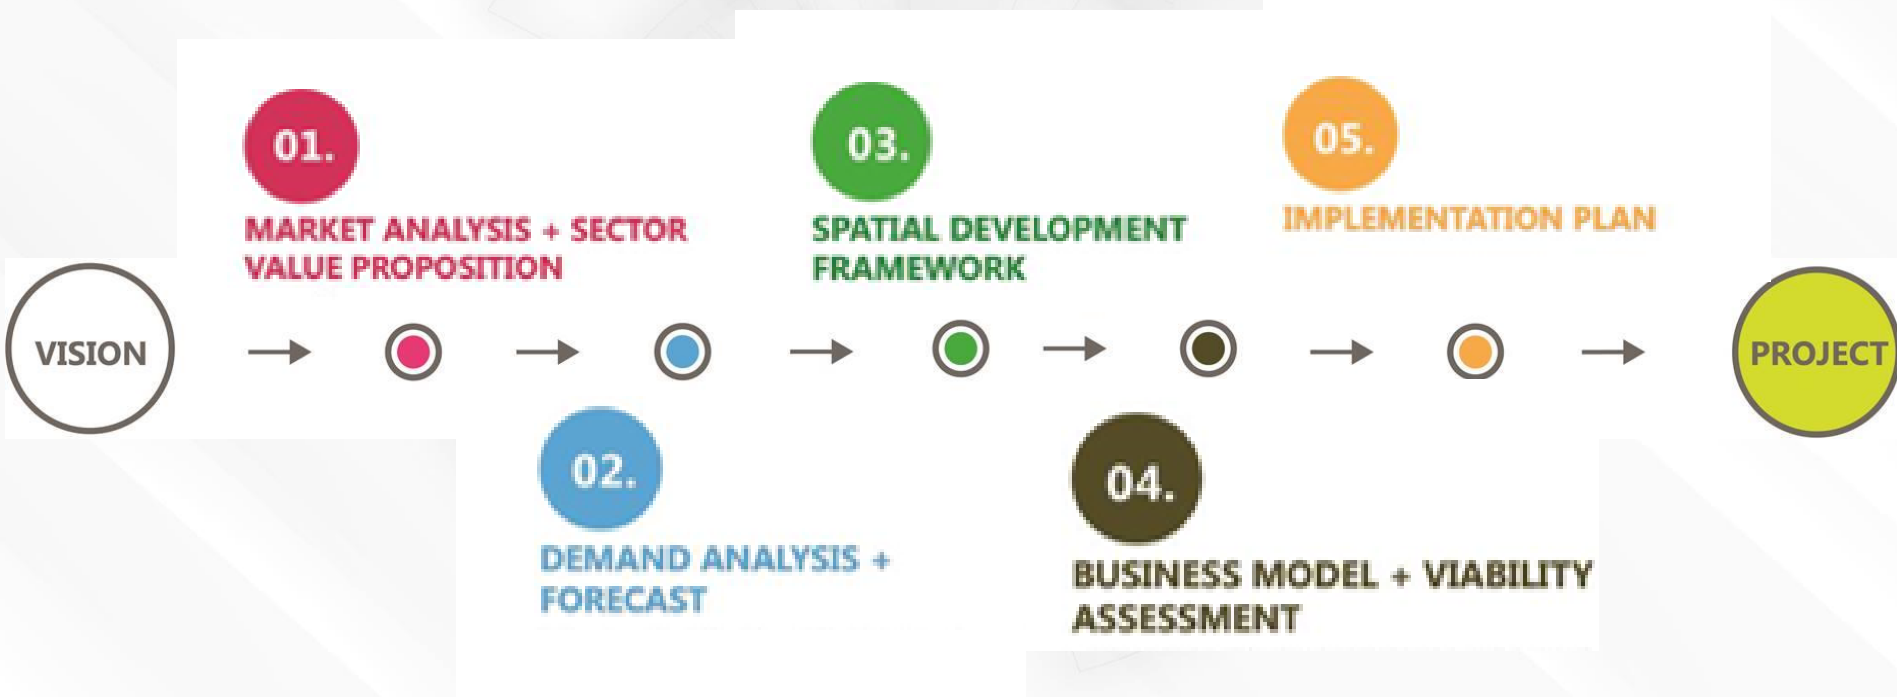 VISION
01.
MARKET ANALYSIS + SECTOR
VALUE PROPOSITION
02.
DEMAND ANALYSIS +
FORECAST
03.
SPATIAL DEVELOPMENT
FRAMEWORK
04.
BUSINESS MODEL + VIABILITY
ASSESSMENT
05.
IMPLEMENTATION PLAN
PROJECT